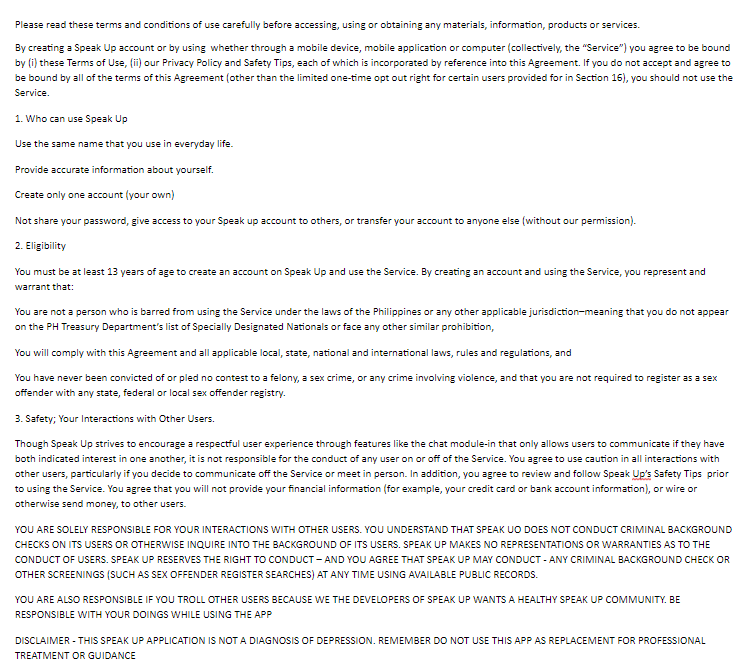 Please read these terms and conditions of use carefully before accessing, using or obtaining any materials, information, products or services.
By creating a Speak Up account or by using  whether through a mobile device, mobile application or computer (collectively, the “Service”) you agree to be bound
by (i) these Terms of Use, (ii) our Privacy Policy and Safety Tips, each of which is incorporated by reference into this Agreement. If you do not accept and agree to
be bound by all of the terms of this Agreement (other than the limited one-time opt out right for certain users provided for in Section 16), you should not use the
Service.
1. Who can use Speak Up
Use the same name that you use in everyday life.
Provide accurate information about yourself.
Create only one account (your own)
Not share your password, give access to your Speak up account to others, or transfer your account to anyone else (without our permission).
2. Eligibility
You must be at least 13 years of age to create an account on Speak Up and use the Service. By creating an account and using the Service, you represent and
warrant that:
You are not a person who is barred from using the Service under the laws of the Philippines or any other applicable jurisdiction—meaning that you do not appear
on the PH Treasury Department’s list of Specially Designated Nationals or face any other similar prohibition,
You will comply with this Agreement and all applicable local, state, national and international laws, rules and regulations, and
You have never been convicted of or pled no contest to a felony, a sex crime, or any crime involving violence, and that you are not required to register as a sex
offender with any state, federal or local sex offender registry.
3. Safety; Your Interactions with Other Users.
Though Speak Up strives to encourage a respectful user experience through features like the chat module-in that only allows users to communicate if they have
both indicated interest in one another, it is not responsible for the conduct of any user on or off of the Service. You agree to use caution in all interactions with
other users, particularly if you decide to communicate off the Service or meet in person. In addition, you agree to review and follow Speak Up’s Safety Tips  prior
to using the Service. You agree that you will not provide your financial information (for example, your credit card or bank account information), or wire or
otherwise send money, to other users.
YOU ARE SOLELY RESPONSIBLE FOR YOUR INTERACTIONS WITH OTHER USERS. YOU UNDERSTAND THAT SPEAK UO DOES NOT CONDUCT CRIMINAL BACKGROUND
CHECKS ON ITS USERS OR OTHERWISE INQUIRE INTO THE BACKGROUND OF ITS USERS. SPEAK UP MAKES NO REPRESENTATIONS OR WARRANTIES AS TO THE
CONDUCT OF USERS. SPEAK UP RESERVES THE RIGHT TO CONDUCT – AND YOU AGREE THAT SPEAK UP MAY CONDUCT - ANY CRIMINAL BACKGROUND CHECK OR
OTHER SCREENINGS (SUCH AS SEX OFFENDER REGISTER SEARCHES) AT ANY TIME USING AVAILABLE PUBLIC RECORDS.
YOU ARE ALSO RESPONSIBLE IF YOU TROLL OTHER USERS BECAUSE WE THE DEVELOPERS OF SPEAK UP WANTS A HEALTHY SPEAK UP COMMUNITY. BE
RESPONSIBLE WITH YOUR DOINGS WHILE USING THE APP
DISCLAIMER - THIS SPEAK UP APPLICATION IS NOT A DIAGNOSIS OF DEPRESSION. REMEMBER DO NOT USE THIS APP AS REPLACEMENT FOR PROFESSIONAL
TREATMENT OR GUIDANCE